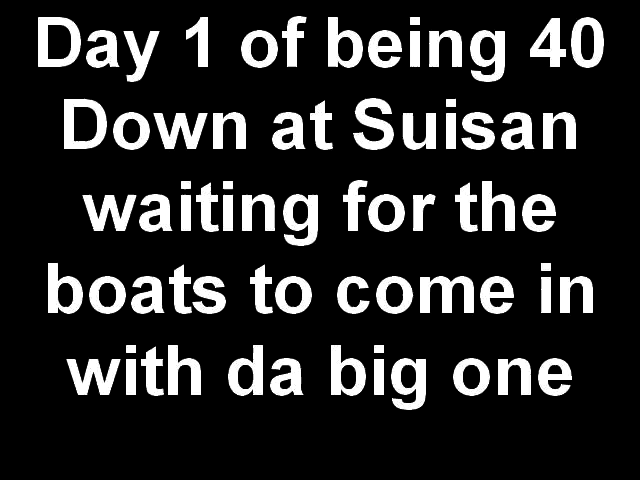 Day 1 of being 40
Down at Suisan
waiting for the
boats to come in
with da big one